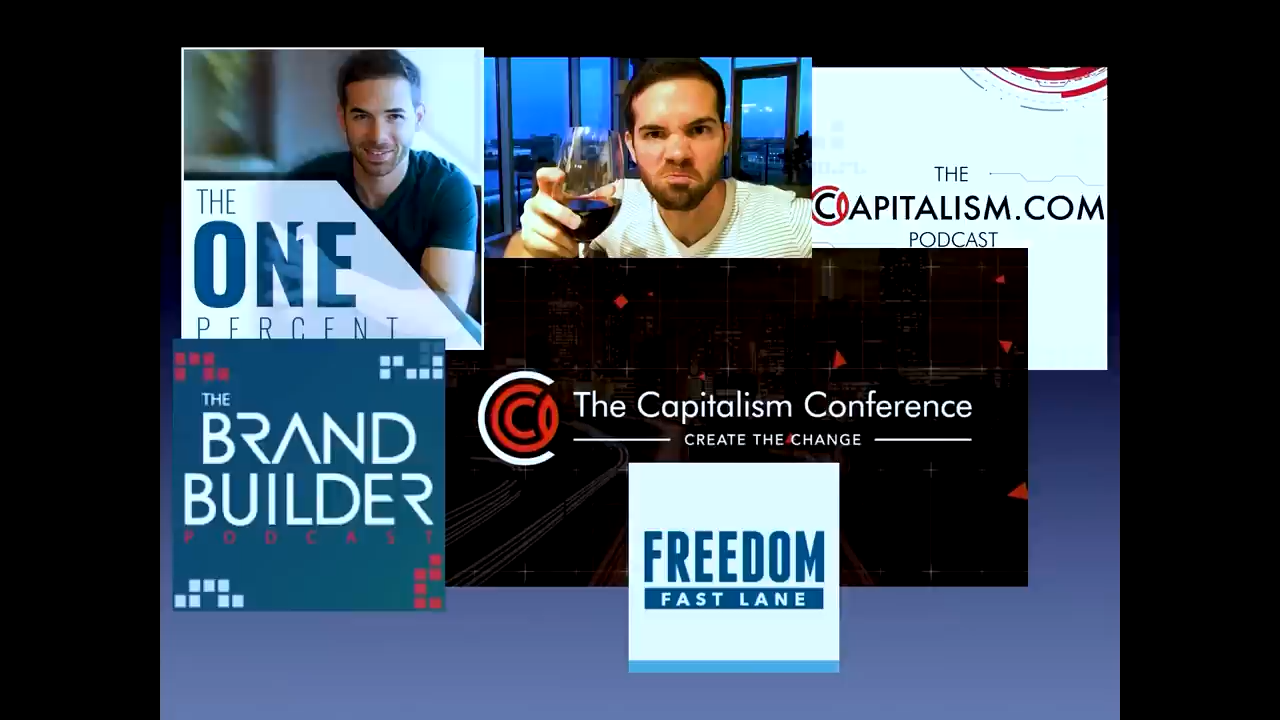 THE
ONE
PERCENT
THE
CAPITALISM.COM
PODCAST
THE
BRAND
BUILDER
PODCAST
The Capitalism Conference
CREATE THE CHANGE
FREEDOM
FAST LANE